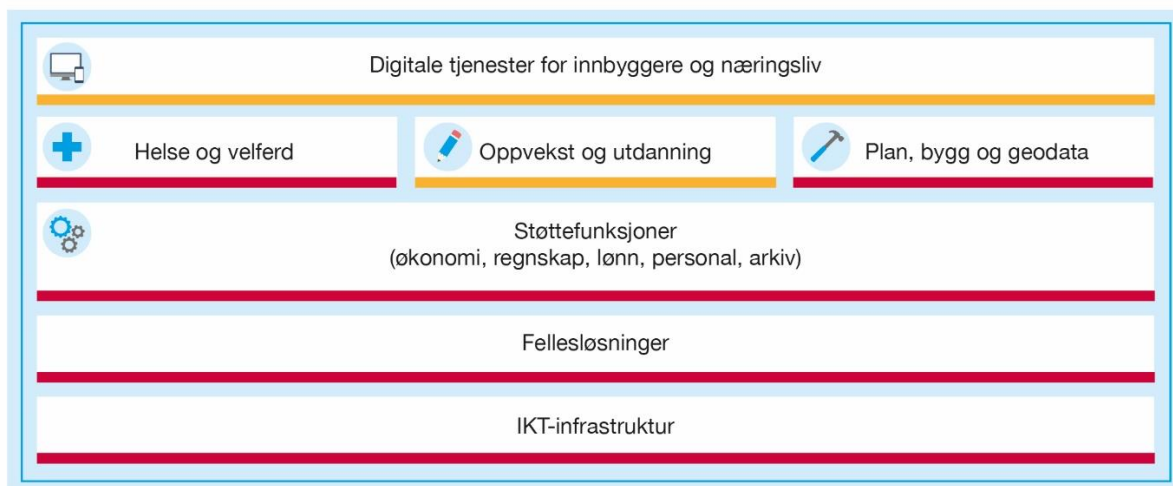 Digitale tjenester for innbyggere og næringsliv
Helse og velferd
Oppvekst og utdanning
Plan, bygg og geodata
Støttefunksjoner
(økonomi, regnskap, lønn, personal, arkiv)
Fellesløsninger
IKT-infrastruktur